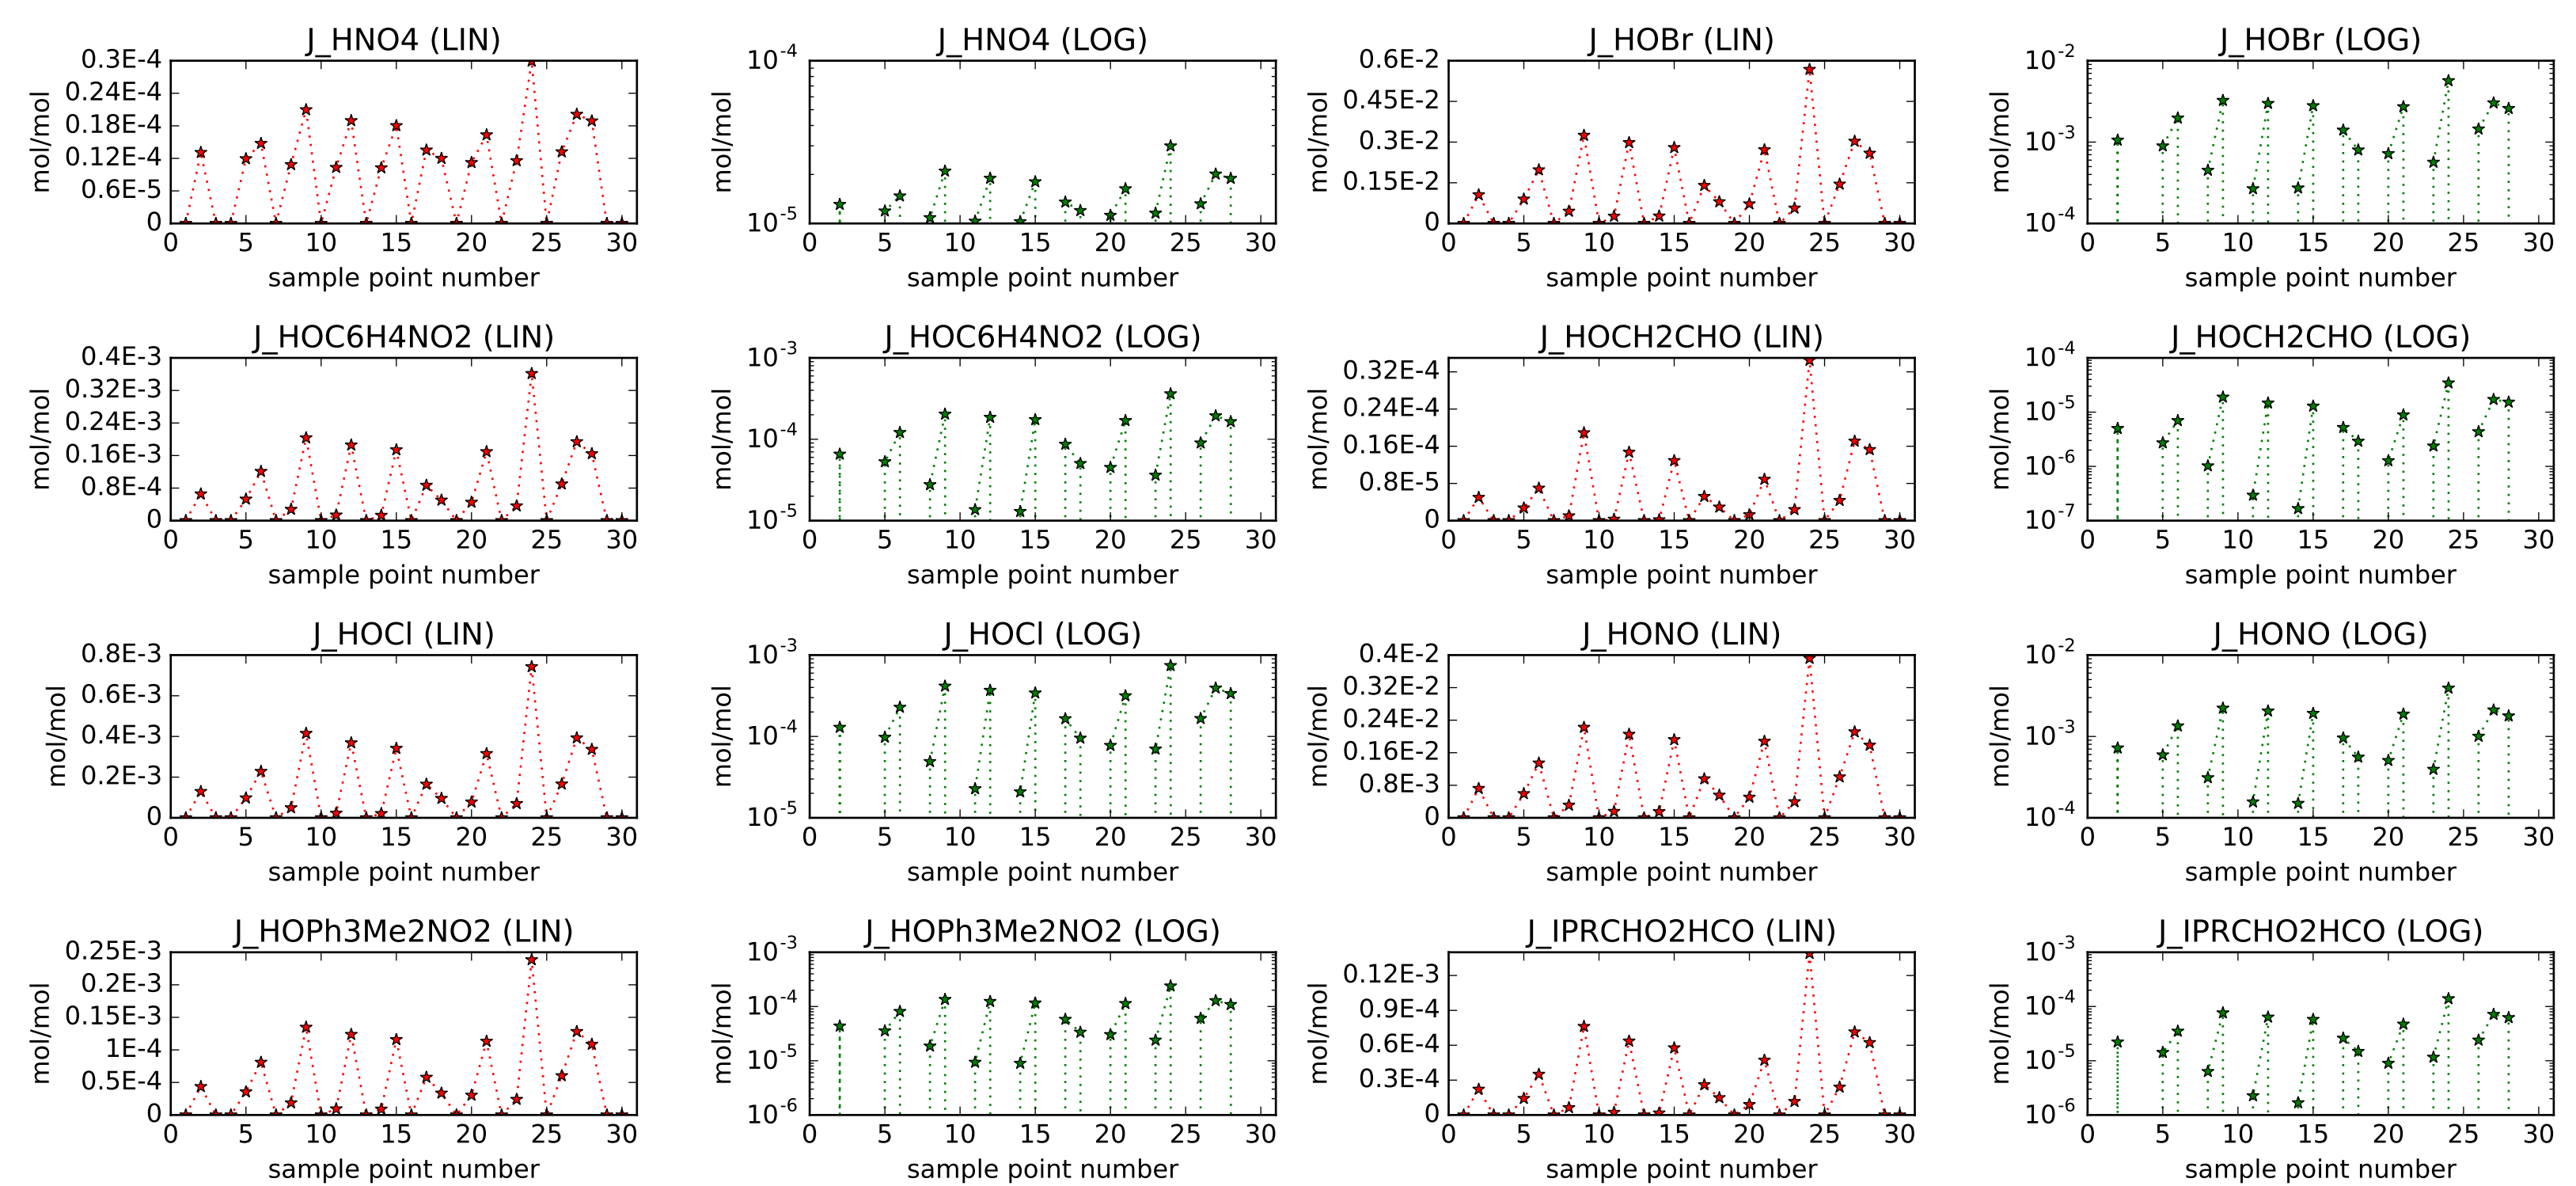 J_HNO4 (LIN)
mol/mol
0.3E-4
0.24E-4
0.18E-4
0.12E-4
0.6E-5
0
0 5 10 15 20 25 30
sample point number
J_HNO4 (LOG)
mol/mol
10-4
10-5
0 5 10 15 20 25 30
sample point number
J_HOBr (LIN)
mol/mol
0.6E-2
0.45E-2
0.3E-2
0.15E-2
0
0 5 10 15 20 25 30
sample point number
J_HOBr (LOG)
mol/mol
10-2
10-3
10-4
0 5 10 15 20 25 30
sample point number
J_HOC6H4NO2 (LIN)
mol/mol
0.4E-3
0.32E-3
0.24E-3
0.16E-3
0.8E-4
0
0 5 10 15 20 25 30
sample point number
J_HOC6H4NO2 (LOG)
mol/mol
10-3
10-4
10-5
0 5 10 15 20 25 30
sample point number
J_HOCH2CHO (LIN)
mol/mol
0.32E-4
0.24E-4
0.16E-4
0.8E-5
0
0 5 10 15 20 25 30
sample point number
J_HOCH2CHO (LOG)
mol/mol
10-4
10-5
10-6
10-7
0 5 10 15 20 25 30
sample point number
J_HOCl (LIN)
mol/mol
0.8E-3
0.6E-3
0.4E-3
0.2E-3
0
0 5 10 15 20 25 30
sample point number
J_HOCl (LOG)
mol/mol
10-3
10-4
10-5
0 5 10 15 20 25 30
sample point number
J_HONO (LIN)
mol/mol
0.4E-2
0.32E-2
0.24E-2
0.16E-2
0.8E-3
0
0 5 10 15 20 25 30
sample point number
J_HONO (LOG)
mol/mol
10-2
10-3
10-4
0 5 10 15 20 25 30
sample point number
J_HOPh3Me2NO2 (LIN)
mol/mol
0.25E-3
0.2E-3
0.15E-3
1E-4
0.5E-4
0
0 5 10 15 20 25 30
sample point number
J_HOPh3Me2NO2 (LOG)
mol/mol
10-3
10-4
10-5
10-6
0 5 10 15 20 25 30
sample point number
J_IPRCHO2HCO (LIN)
mol/mol
0.12E-3
0.9E-4
0.6E-4
0.3E-4
0
0 5 10 15 20 25 30
sample point number
J_IPRCHO2HCO (LOG)
mol/mol
10-3
10-4
10-5
10-6
0 5 10 15 20 25 30
sample point number